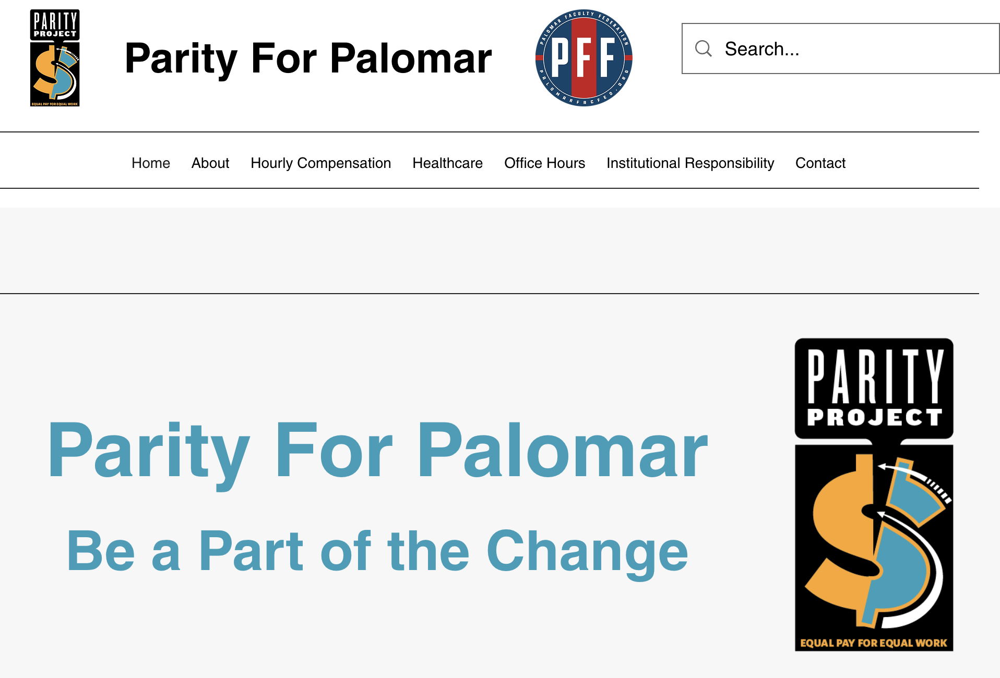 PARITY
PROJECT
EQUAL PAY FOR EQUAL WORK
Parity For Palomar
PALOMAR FACULTY FEDERATION
PFF
PALOMARFACFED.ORG
Search...
Home About Hourly Compensation Healthcare Office Hours Institutional Responsibility Contact
Parity For Palomar
Be a Part of the Change
PARITY
PROJECT
EQUAL PAY FOR EQUAL WORK